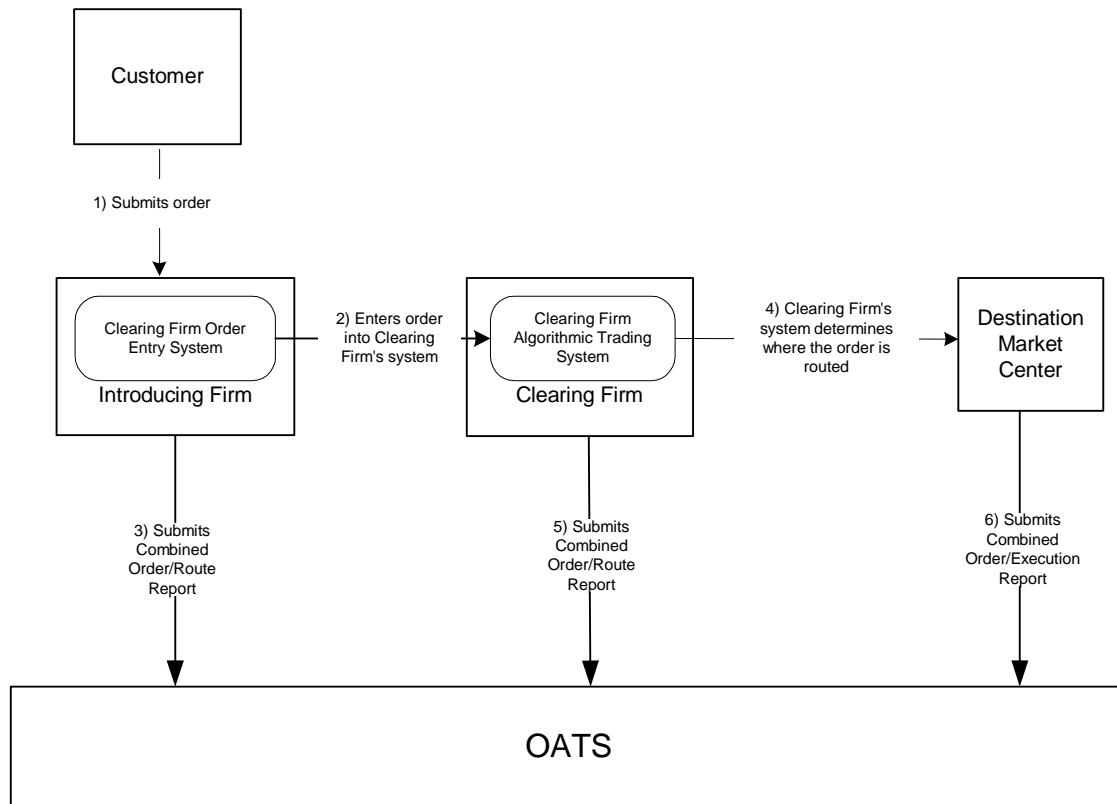 Customer
1) Submits order
Clearing Firm Order
Entry System
Introducing Firm
2) Enters order
into Clearing
Firm's system
Clearing Firm
Algorithmic Trading
System
Clearing Firm
4) Clearing Firm's
system determines
where the order is
routed
Destination
Market
Center
3) Submits
Combined
Order/Route
Report
5) Submits
Combined
Order/Route
Report
6) Submits
Combined
Order/Execution
Report
OATS